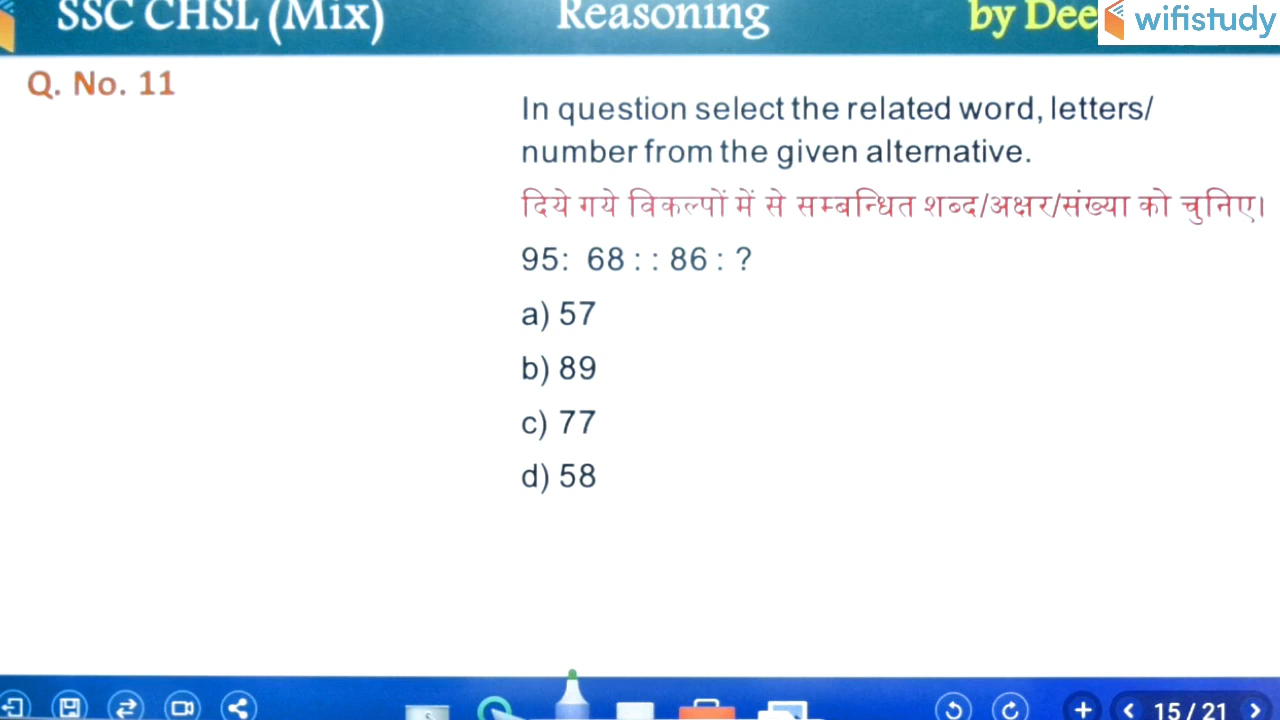 SSC CHSL (Mix) Reasoning by Dee
wifistudy
Q. No. 11
In question select the related word, letters/
number from the given alternative.
दिये गये विकल्पों में से सम्बन्धित शब्द/अक्षर/संख्या को चुनिए।
95: 68 : : 86 : ?
a) 57
b) 89
c) 77
d) 58
15 / 21